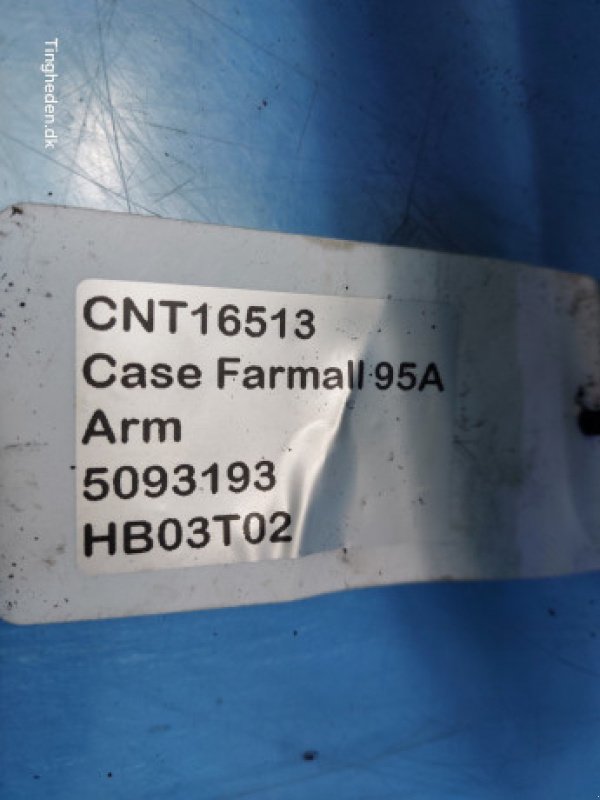 Tingheden.dk
CNT16513
Case Farmall 95A
Arm
5093193
HB03T02